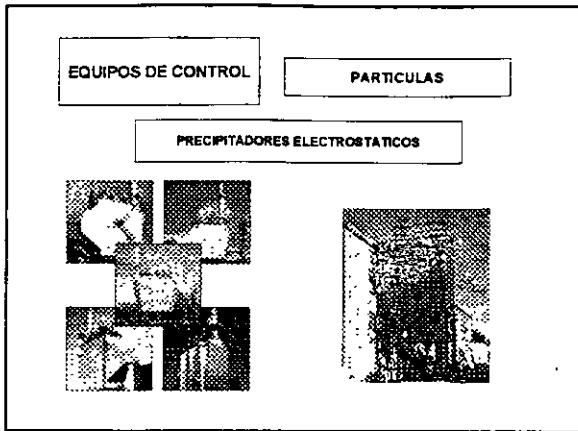 EQUIPOS DE CONTROL
PARTICULAS
PRECIPITADORES ELECTROSTATICOS